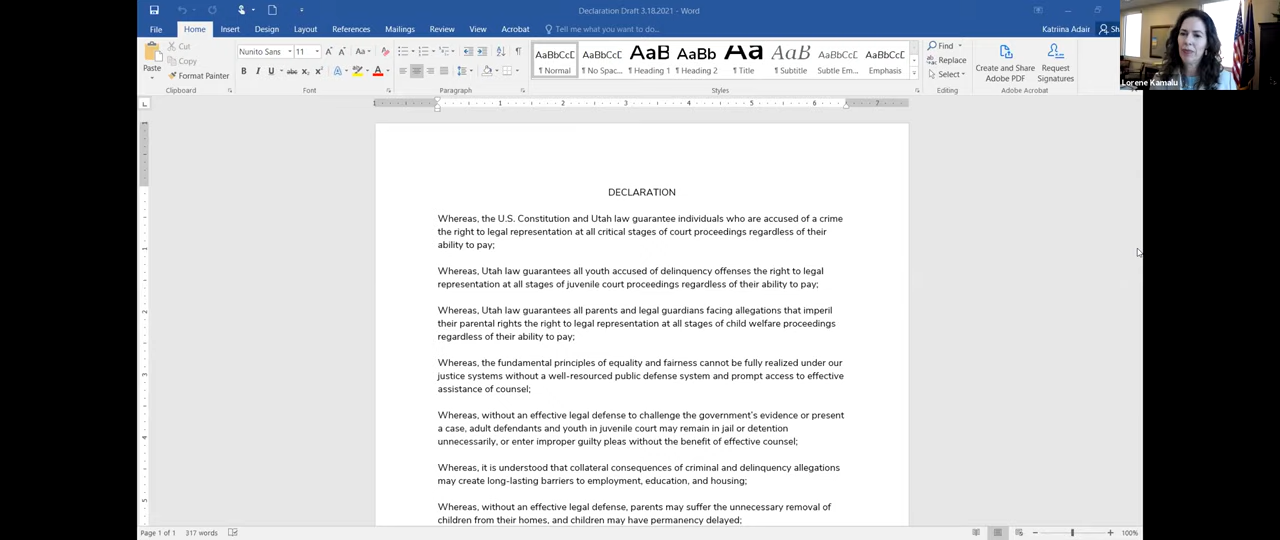 Declaration Draft 3.18.2021 - Word
Katriina Adair
File Home Insert Design Layout References Mailings Review View Acrobat Tell me what you want to do...
Lorene Kamalu
Paste
Cut
Copy
Format Painter
Clipboard
Nunito Sans 11
Font
Paragraph
AaBbCcD AaBbCcD AaB AaBb Aa AaB AaBbCcD AaBbCcD
¶ Normal ¶ No Spac... ¶ Heading 1 ¶ Heading 2 ¶ Title ¶ Subtitle Subtle Em... Emphasis
Styles
Find
Replace
Select
Editing
Create and Share
Adobe PDF
Request
Signatures
Adobe Acrobat
DECLARATION
Whereas, the U.S. Constitution and Utah law guarantee individuals who are accused of a crime
the right to legal representation at all critical stages of court proceedings regardless of their
ability to pay;
Whereas, Utah law guarantees all youth accused of delinquency offenses the right to legal
representation at all stages of juvenile court proceedings regardless of their ability to pay;
Whereas, Utah law guarantees all parents and legal guardians facing allegations that imperil
their parental rights the right to legal representation at all stages of child welfare proceedings
regardless of their ability to pay;
Whereas, the fundamental principles of equality and fairness cannot be fully realized under our
justice systems without a well-resourced public defense system and prompt access to effective
assistance of counsel;
Whereas, without an effective legal defense to challenge the government's evidence or present
a case, adult defendants and youth in juvenile court may remain in jail or detention
unnecessarily, or enter improper guilty pleas without the benefit of effective counsel;
Whereas, it is understood that collateral consequences of criminal and delinquency allegations
may create long-lasting barriers to employment, education, and housing;
Whereas, without an effective legal defense, parents may suffer the unnecessary removal of
children from their homes, and children may have permanency delayed;
Page 1 of 1 317 words
100%